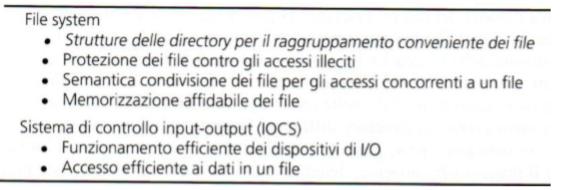 File system
• Strutture delle directory per il raggruppamento conveniente dei file
• Protezione dei file contro gli accessi illeciti
• Semantica condivisione dei file per gli accessi concorrenti a un file
• Memorizzazione affidabile dei file
Sistema di controllo input-output (IOCS)
• Funzionamento efficiente dei dispositivi di I/O
• Accesso efficiente ai dati in un file